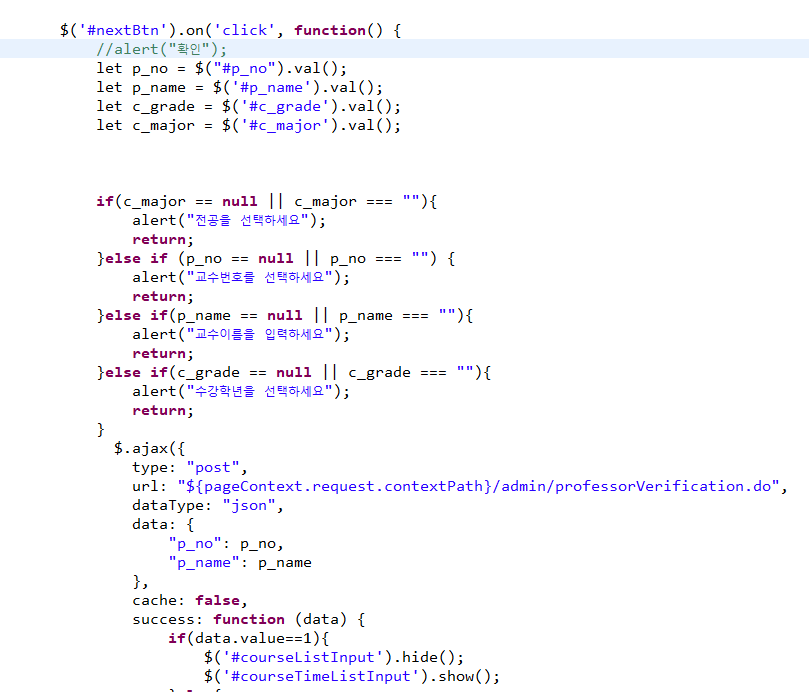 $('#nextBtn').on('click', function() {
//alert("확인");
let p_no = $("#p_no").val();
let p_name = $('#p_name').val();
let c_grade = $('#c_grade').val();
let c_major = $('#c_major').val();
if(c_major == null || c_major === ""){
alert("전공을 선택하세요");
return;
}else if (p_no == null || p_no === "") {
alert("교수번호를 선택하세요");
return;
}else if(p_name == null || p_name === ""){
alert("교수이름을 입력하세요");
return;
}else if(c_grade == null || c_grade === ""){
alert("수강학년을 선택하세요");
return;
}
$.ajax({
type: "post",
url: "${pageContext.request.contextPath}/admin/professorVerification.do",
dataType: "json",
data: {
"p_no": p_no,
"p_name": p_name
},
cache: false,
success: function (data) {
if(data.value==1){
$('#courseListInput').hide();
$('#courseTimeListInput').show();